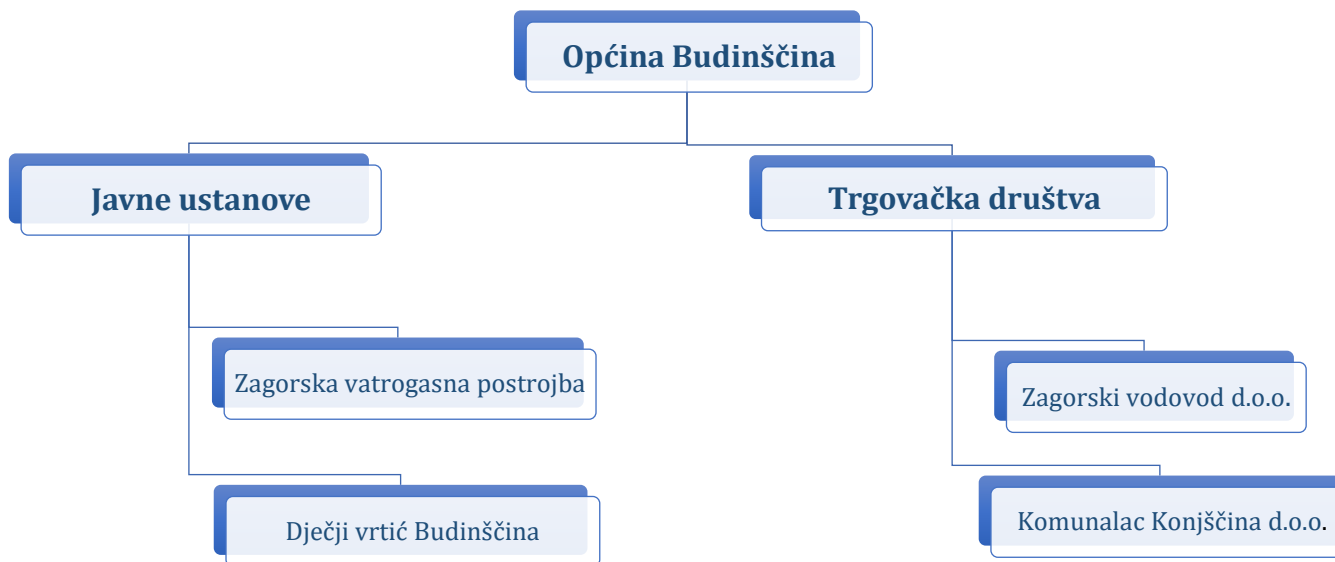 Općina Budinščina
Javne ustanove
Trgovačka društva
Zagorska vatrogasna postrojba
Zagorski vodovod d.o.o.
Dječji vrtić Budinščina
Komunalac Konjščina d.o.o.